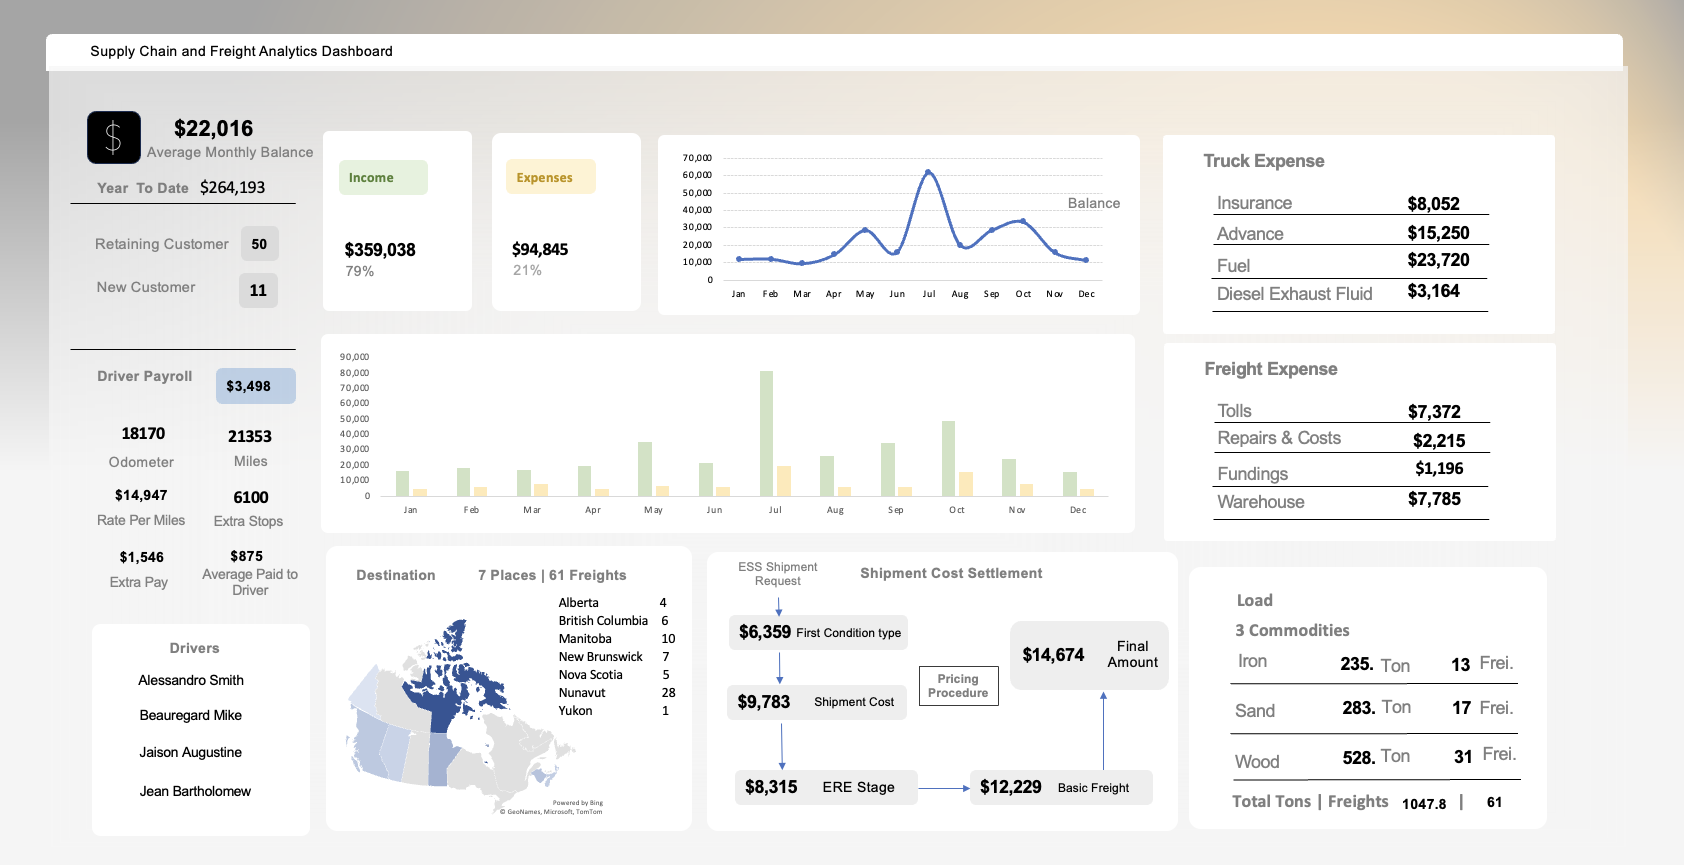 Supply Chain and Freight Analytics Dashboard
$
$22,016
Average Monthly Balance
Year To Date $264,193
Retaining Customer 50
New Customer 11
Driver Payroll $3,498
18170 21353
Odometer Miles
$14,947 6100
Rate Per Miles Extra Stops
$1,546 $875
Extra Pay Average Paid to
Driver
Drivers
Alessandro Smith
Beauregard Mike
Jaison Augustine
Jean Bartholomew
Income
$359,038
79%
Expenses
$94,845
21%
70,000
60,000
50,000
40,000
30,000
20,000
10,000
0
Balance
Jan Feb Mar Apr May Jun Jul Aug Sep Oct Nov Dec
90,000
80,000
70,000
60,000
50,000
40,000
30,000
20,000
10,000
0
Jan Feb Mar Apr May Jun Jul Aug Sep Oct Nov Dec
Truck Expense
Insurance $8,052
Advance $15,250
Fuel $23,720
Diesel Exhaust Fluid $3,164
Freight Expense
Tolls $7,372
Repairs & Costs $2,215
Fundings $1,196
Warehouse $7,785
Destination 7 Places | 61 Freights
Alberta 4
British Columbia 6
Manitoba 10
New Brunswick 7
Nova Scotia 5
Nunavut 28
Yukon 1
Powered by Bing
© GeoNames, Microsoft, TomTom
ESS Shipment
Request
Shipment Cost Settlement
$6,359 First Condition type
$9,783 Shipment Cost
$8,315 ERE Stage
$12,229 Basic Freight
Pricing
Procedure
$14,674 Final
Amount
Load
3 Commodities
Iron 235. Ton 13 Frei.
Sand 283. Ton 17 Frei.
Wood 528. Ton 31 Frei.
Total Tons | Freights 1047.8 | 61